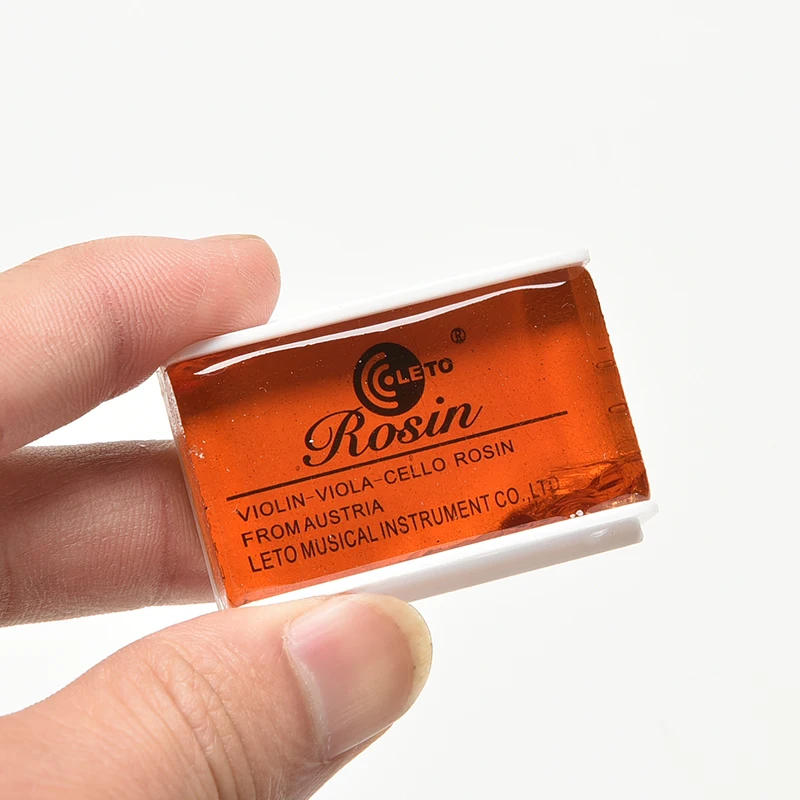 LETO ®
Rosin
VIOLIN-VIOLA-CELLO ROSIN
FROM AUSTRIA
LETO MUSICAL INSTRUMENT CO.,LTD